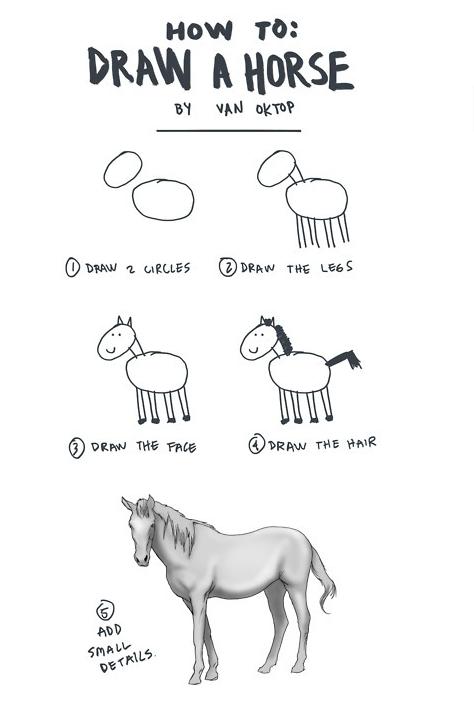 HOW TO:
DRAW A HORSE
BY VAN OKTOP
① DRAW 2 CIRCLES
② DRAW THE LEGS
③ DRAW THE FACE
④ DRAW THE HAIR
⑤
ADD
SMALL
DETAILS.